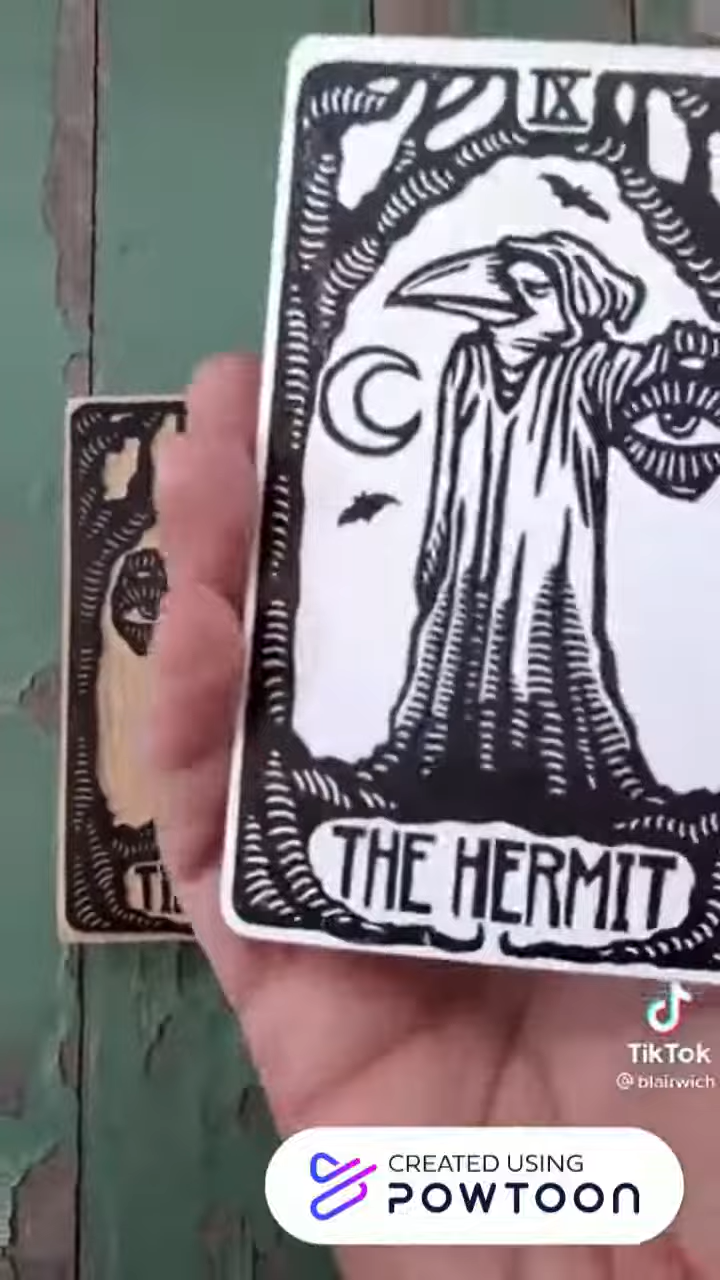 IX
THE HERMIT
TikTok
@blairwich
CREATED USING
POWTOON